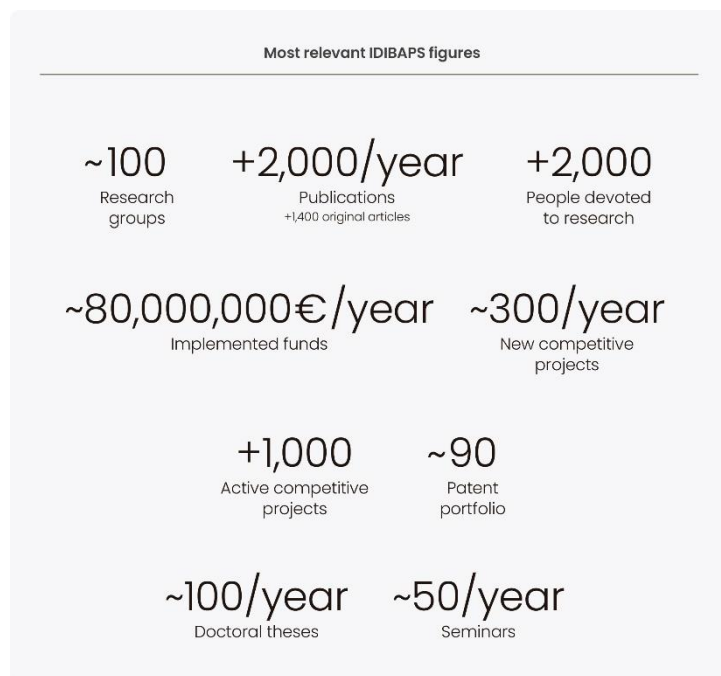 Most relevant IDIBAPS figures
~100
Research
groups
+2,000/year
Publications
+1,400 original articles
+2,000
People devoted
to research
~80,000,000€/year
Implemented funds
~300/year
New competitive
projects
+1,000
Active competitive
projects
~90
Patent
portfolio
~100/year
Doctoral theses
~50/year
Seminars